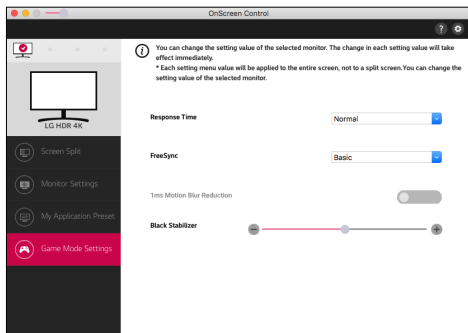 OnScreen Control
?
You can change the setting value of the selected monitor. The change in each setting value will take
effect immediately.
* Each setting menu value will be applied to the entire screen, not to a split screen.You can change the
setting value of the selected monitor.
LG HDR 4K
Screen Split
Monitor Settings
My Application Preset
Game Mode Settings
Response Time
Normal
FreeSync
Basic
1ms Motion Blur Reduction
Black Stabilizer